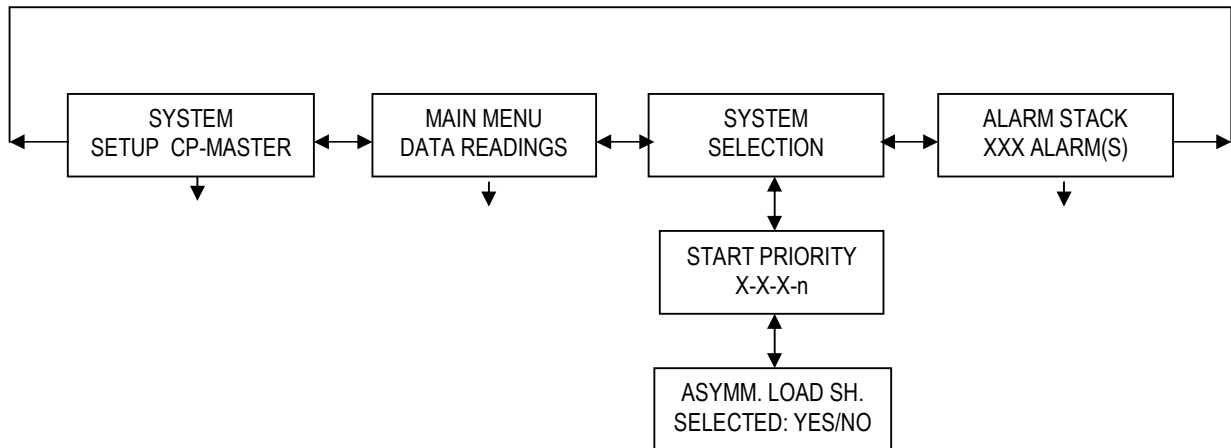 SYSTEM
SETUP CP-MASTER
MAIN MENU
DATA READINGS
SYSTEM
SELECTION
ALARM STACK
XXX ALARM(S)
START PRIORITY
X-X-X-n
ASYMM. LOAD SH.
SELECTED: YES/NO